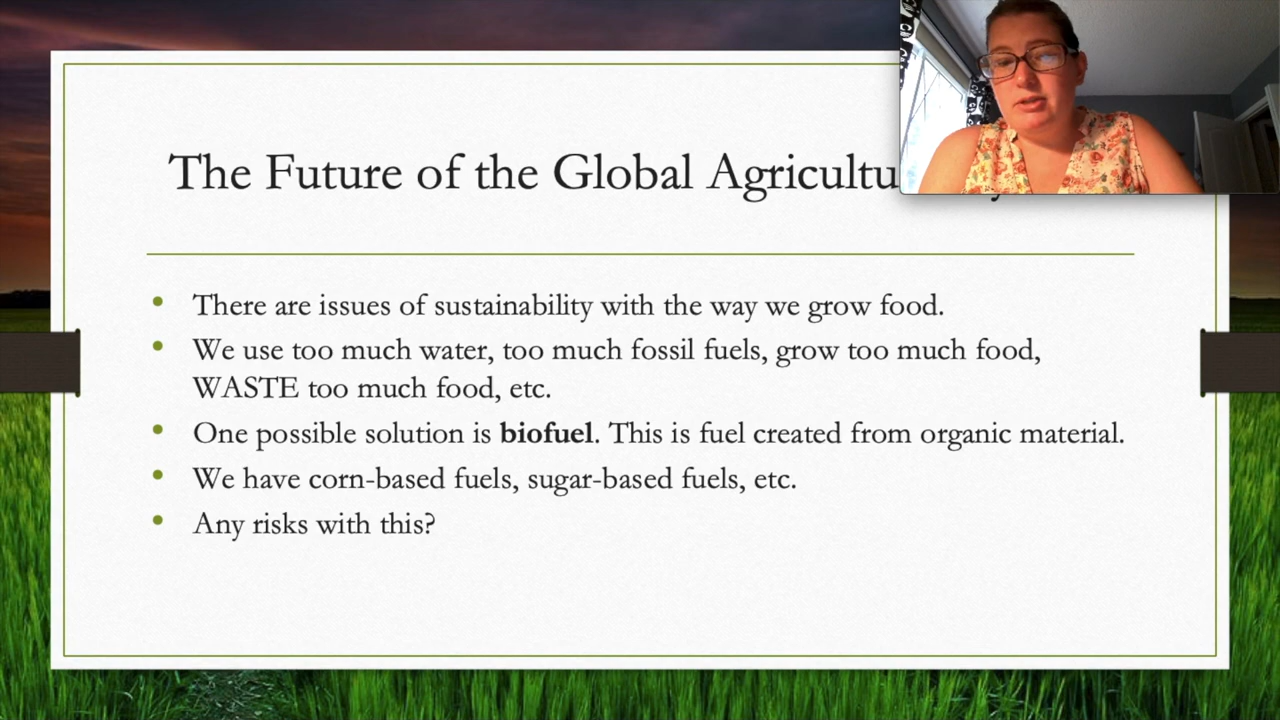 The Future of the Global
There are issues of sustainability with the way we grow food.
We use too much water, too much fossil fuels, grow too much food,
WASTE too much food, etc.
One possible solution is biofuel. This is fuel created from organic material.
We have corn-based fuels, sugar-based fuels, etc.
Any risks with this?